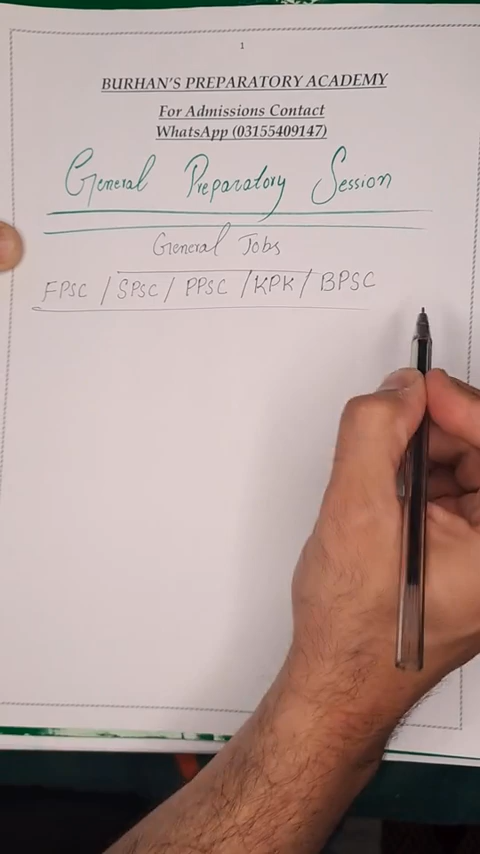 1
BURHAN'S PREPARATORY ACADEMY
For Admissions Contact
WhatsApp (03155409147)
General Preparatory Session
General Jobs
FPSC / SPSC / PPSC / KPK / BPSC